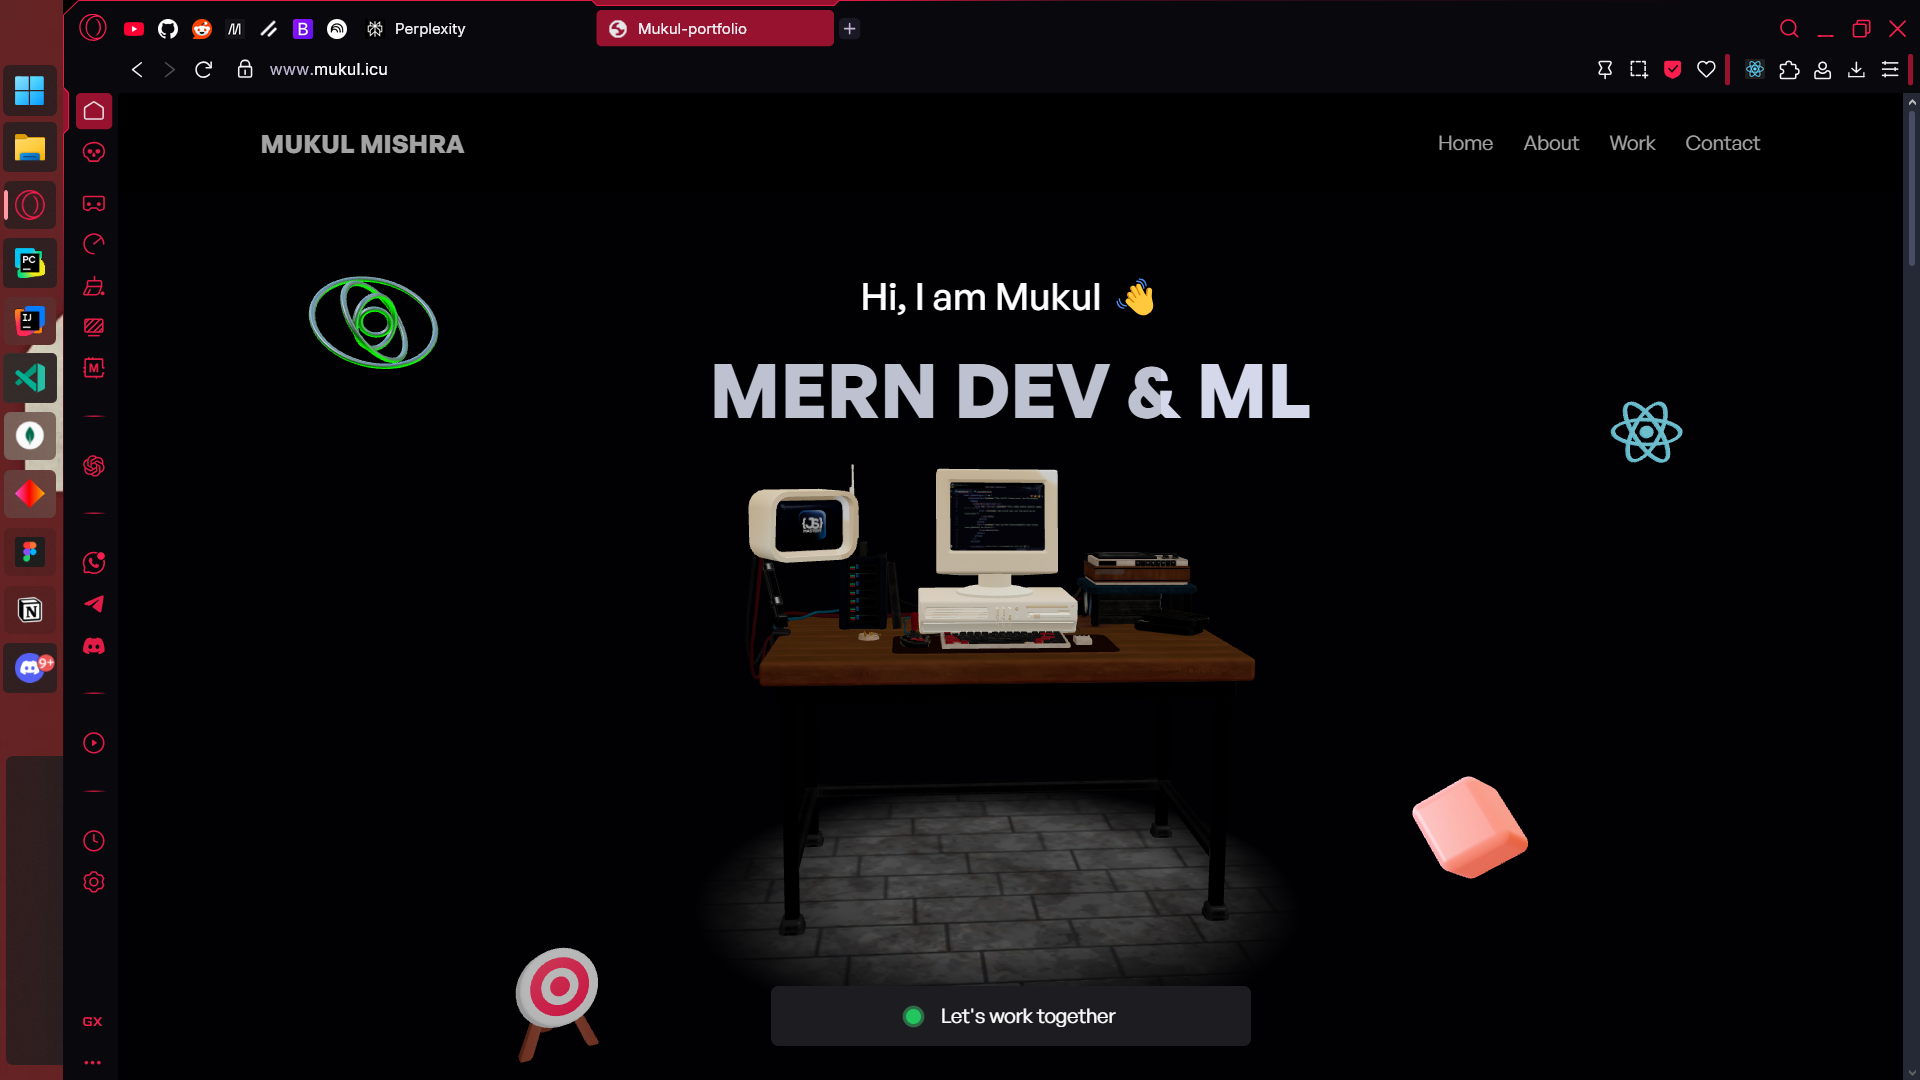 Perplexity
Mukul-portfolio
www.mukul.icu
MUKUL MISHRA
Home
About
Work
Contact
Hi, I am Mukul 👋
MERN DEV & ML
{JS}
Let's work together
PC
IJ
M
B
N
9+
GX